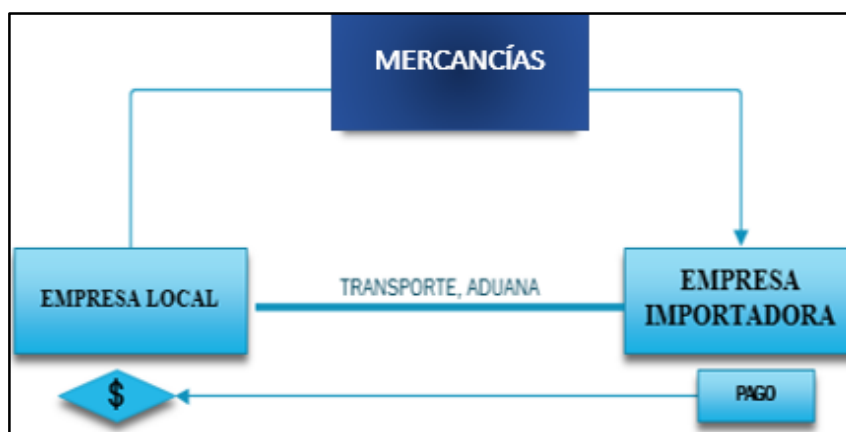 MERCANCÍAS
EMPRESA LOCAL
TRANSPORTE, ADUANA
EMPRESA
IMPORTADORA
$
PAGO